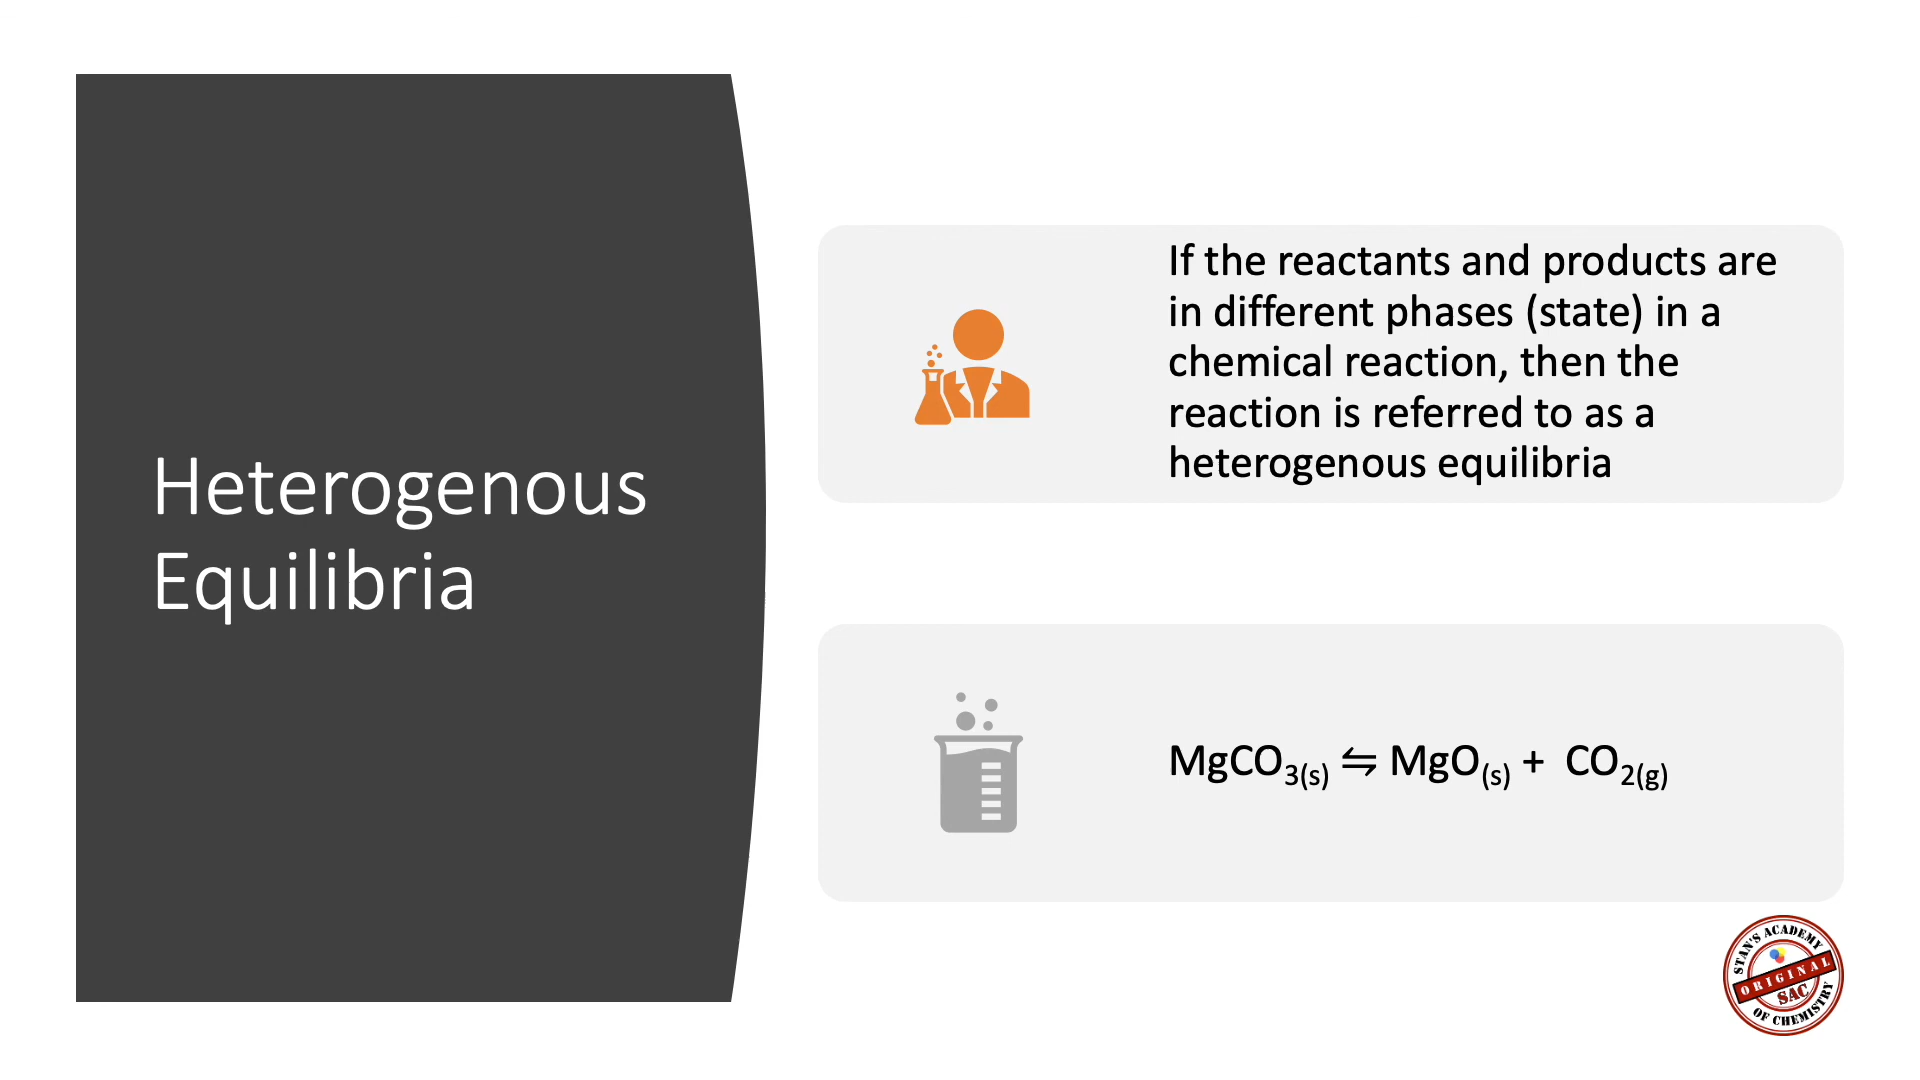 Heterogenous
Equilibria
If the reactants and products are
in different phases (state) in a
chemical reaction, then the
reaction is referred to as a
heterogenous equilibria
MgCO₃₍ₛ₎ ⇋ MgO₍ₛ₎ + CO₂(g)
STAN'S ACADEMY
ORIGINAL
SAC
OF CHEMISTRY